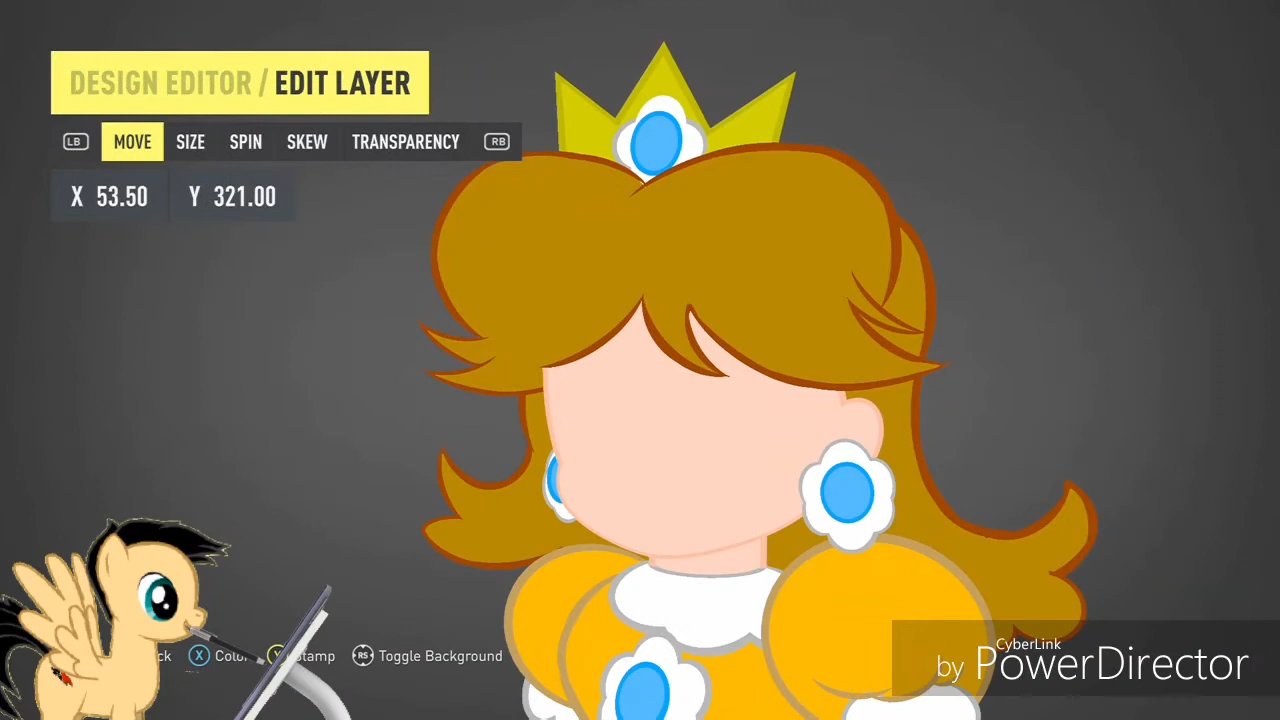 DESIGN EDITOR / EDIT LAYER
LB MOVE SIZE SPIN SKEW TRANSPARENCY RB
X 53.50 Y 321.00
X Y Stamp RS Toggle Background
CyberLink
by PowerDirector